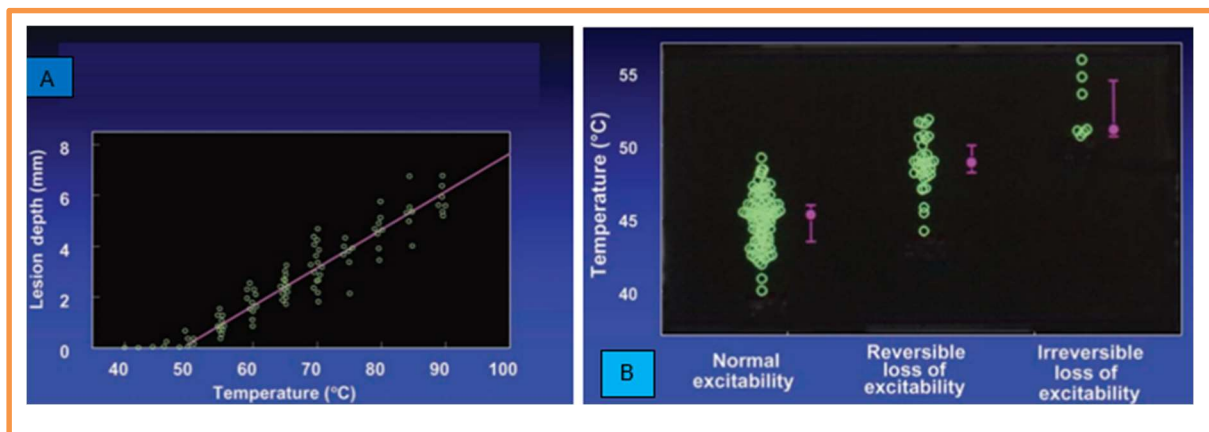 A
Lesion depth (mm)
8
6
4
2
0
40 50 60 70 80 90 100
Temperature (°C)
Temperature (°C)
55
50
45
40
B
Normal
excitability
Reversible
loss of
excitability
Irreversible
loss of
excitability